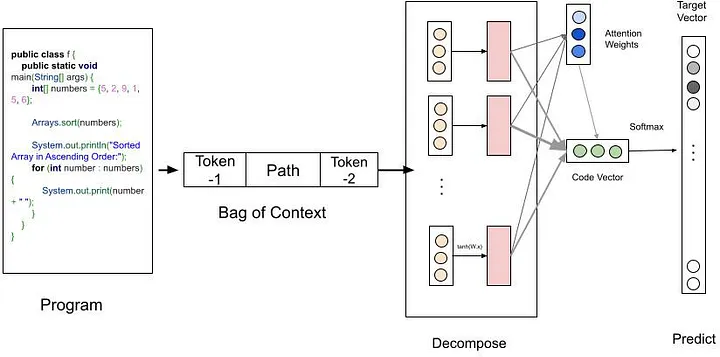 public class f {
public static void
main(String[] args) {
int[] numbers = {5, 2, 9, 1,
5, 6};
Arrays.sort(numbers);
System.out.println("Sorted
Array in Ascending Order:");
for (int number : numbers)
{
System.out.print(number
+ " ");
}
}
}
Program
Token
-1
Path
Token
-2
Bag of Context
tanh(W.x)
Decompose
Attention
Weights
Code Vector
Softmax
Target
Vector
Predict